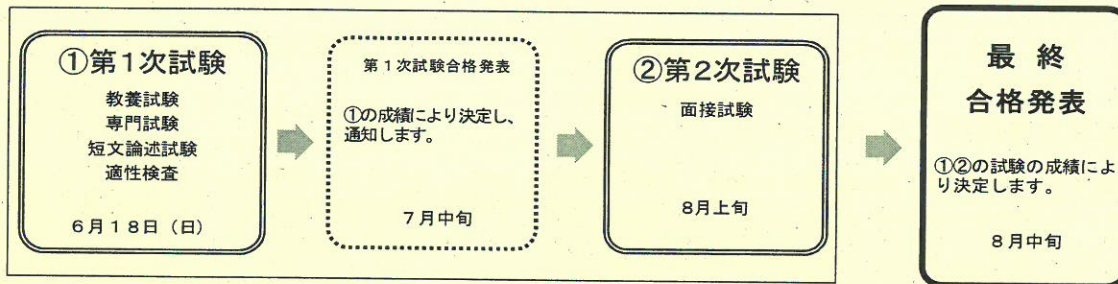 ①第1次試験
教養試験
専門試験
短文論述試験
適性検査
6月18日(日)
第1次試験合格発表
①の成績により決定し、
通知します。
7月中旬
②第2次試験
面接試験
8月上旬
最 終
合格発表
①②の試験の成績によ
り決定します。
8月中旬